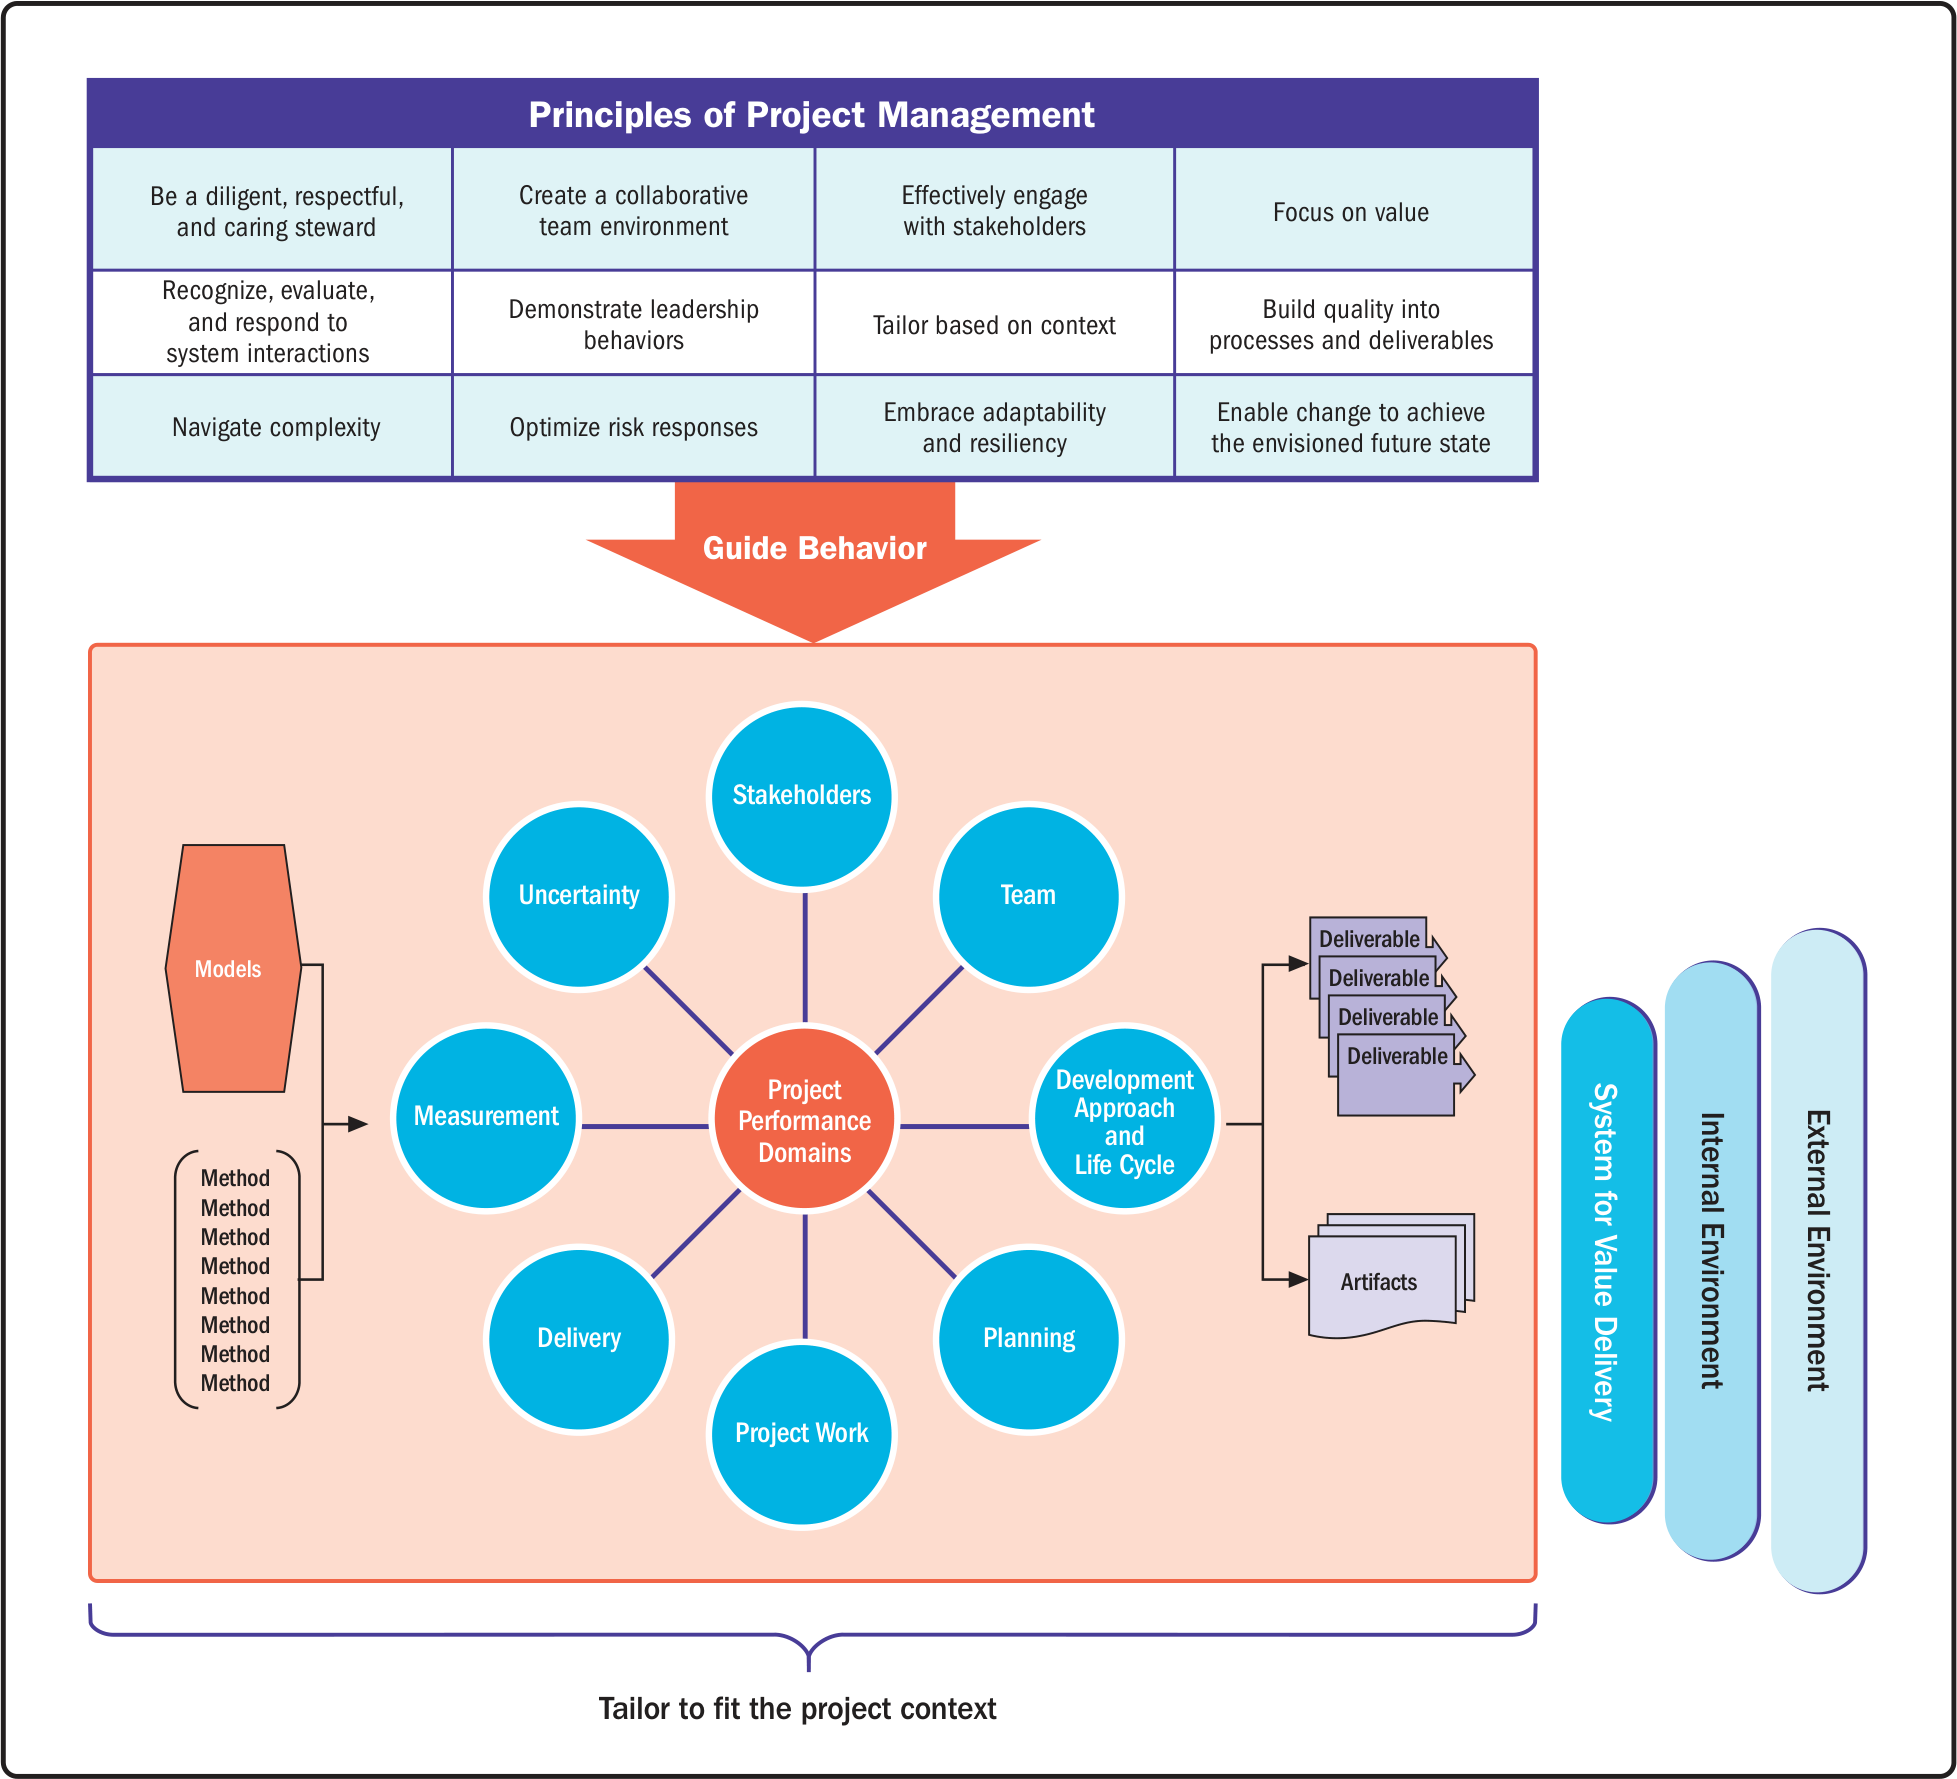 Principles of Project Management
Be a diligent, respectful,
and caring steward
Create a collaborative
team environment
Effectively engage
with stakeholders
Focus on value
Recognize, evaluate,
and respond to
system interactions
Demonstrate leadership
behaviors
Tailor based on context
Build quality into
processes and deliverables
Navigate complexity
Optimize risk responses
Embrace adaptability
and resiliency
Enable change to achieve
the envisioned future state
Guide Behavior
Models
Method
Method
Method
Method
Method
Method
Method
Method
Stakeholders
Uncertainty
Team
Measurement
Project
Performance
Domains
Development
Approach
and
Life Cycle
Delivery
Planning
Project Work
Deliverable
Deliverable
Deliverable
Deliverable
Artifacts
System for Value Delivery
Internal Environment
External Environment
Tailor to fit the project context